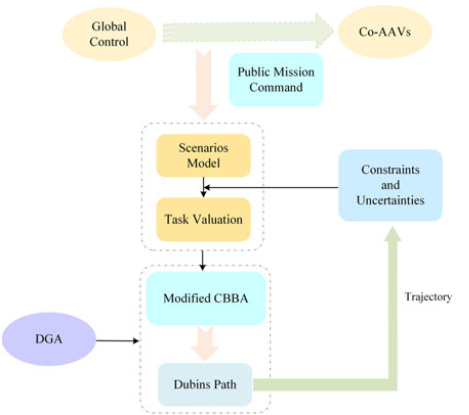 Global
Control
Co-AAVs
Public Mission
Command
Scenarios
Model
Constraints
and
Uncertainties
Task Valuation
Modified CBBA
Trajectory
DGA
Dubins Path